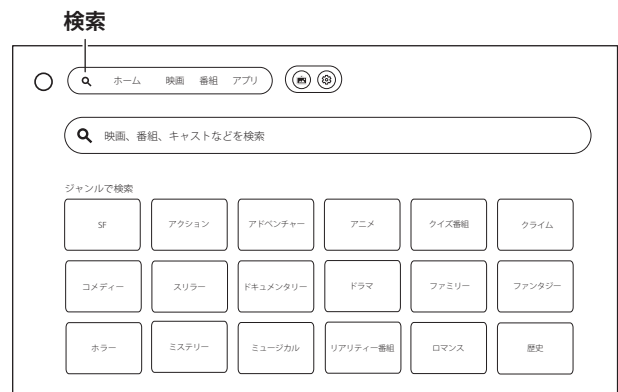 検索
ホーム 映画 番組 アプリ
映画、番組、キャストなどを検索
ジャンルで検索
SF アクション アドベンチャー アニメ クイズ番組 クライム
コメディー スリラー ドキュメンタリー ドラマ ファミリー ファンタジー
ホラー ミステリー ミュージカル リアリティー番組 ロマンス 歴史